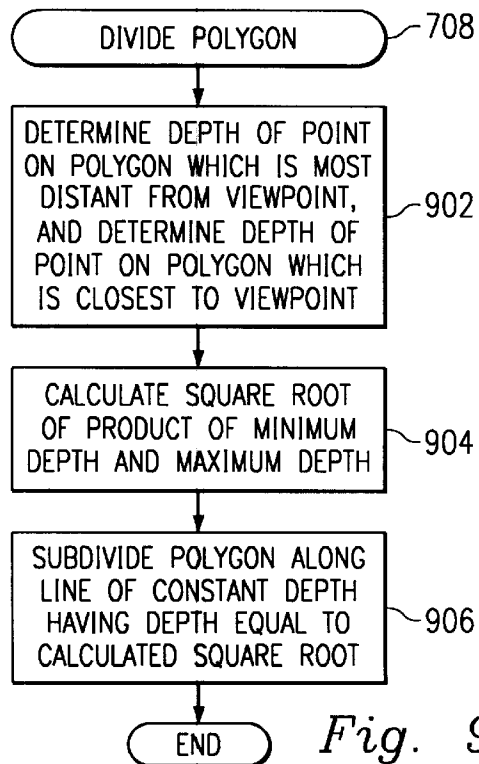 DIVIDE POLYGON
708
DETERMINE DEPTH OF POINT
ON POLYGON WHICH IS MOST
DISTANT FROM VIEWPOINT,
AND DETERMINE DEPTH OF
POINT ON POLYGON WHICH
IS CLOSEST TO VIEWPOINT
902
CALCULATE SQUARE ROOT
OF PRODUCT OF MINIMUM
DEPTH AND MAXIMUM DEPTH
904
SUBDIVIDE POLYGON ALONG
LINE OF CONSTANT DEPTH
HAVING DEPTH EQUAL TO
CALCULATED SQUARE ROOT
906
END
Fig. 9